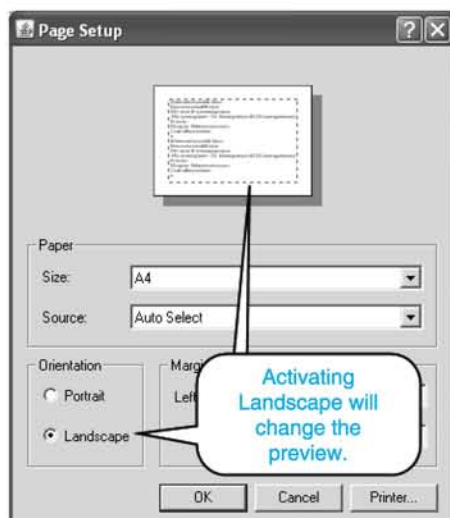 Page Setup
Paper
Size:
A4
Source:
Auto Select
Orientation
Portrait
Landscape
Left
Activating
Landscape will
change the
preview.
OK
Cancel
Printer...